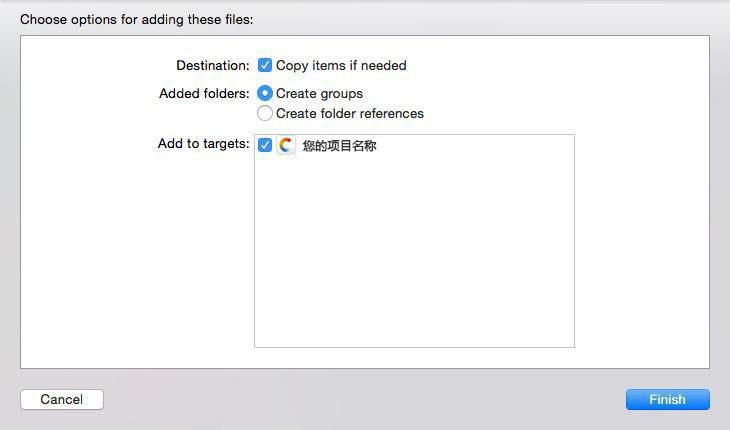 Choose options for adding these files:
Destination: Copy items if needed
Added folders: Create groups
Create folder references
Add to targets: 您的项目名称
Cancel Finish